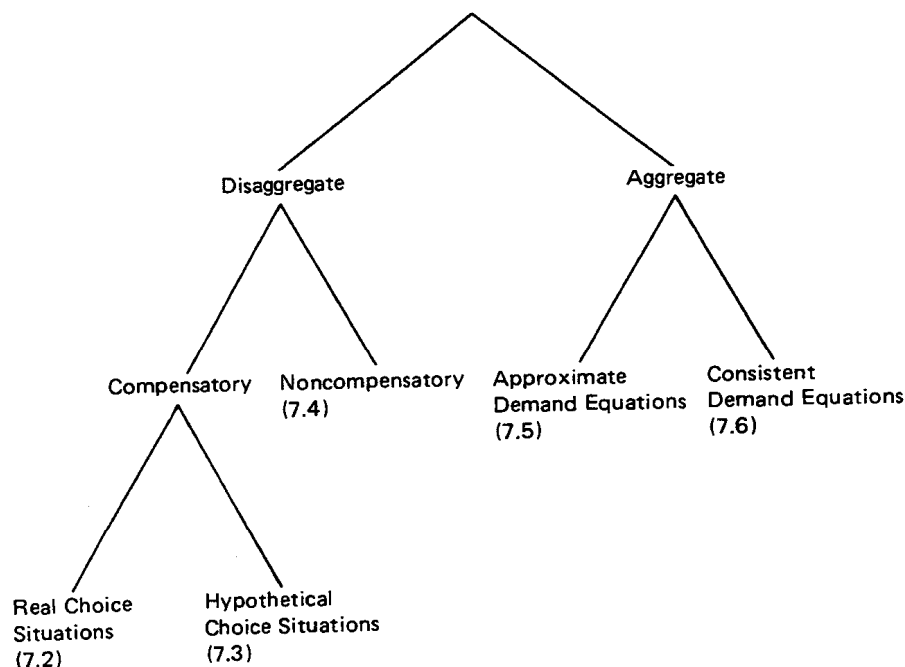 Disaggregate
Aggregate
Compensatory
Noncompensatory
(7.4)
Approximate
Demand Equations
(7.5)
Consistent
Demand Equations
(7.6)
Real Choice
Situations
(7.2)
Hypothetical
Choice Situations
(7.3)